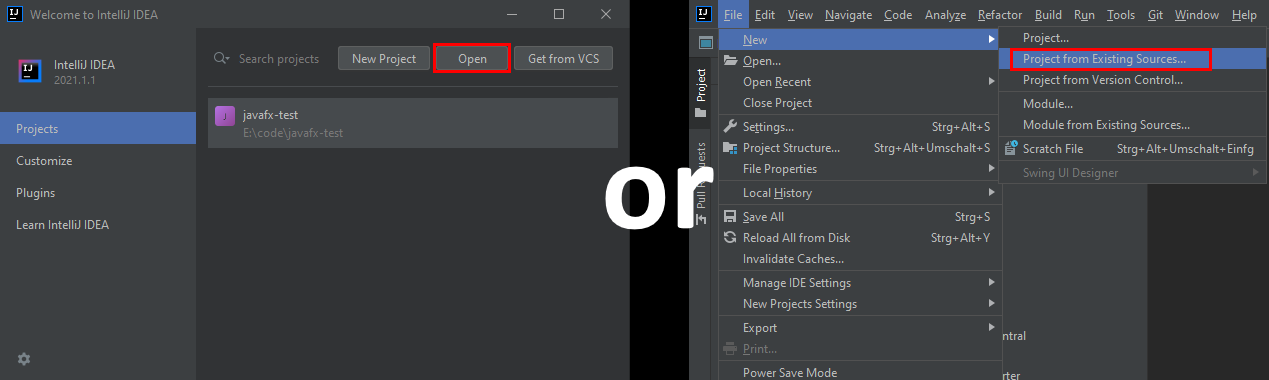 Welcome to IntelliJ IDEA
IntelliJ IDEA
2021.1.1
Projects
Customize
Plugins
Learn IntelliJ IDEA
Search projects
New Project
Open
Get from VCS
javafx-test
E:\code\javafx-test
or
File Edit View Navigate Code Analyze Refactor Build Run Tools Git Window Help
Project
Pull Requests
New
Open...
Open Recent
Close Project
Settings... Strg+Alt+S
Project Structure... Strg+Alt+Umschalt+S
File Properties
Local History
Save All Strg+S
Reload All from Disk Strg+Alt+Y
Invalidate Caches...
Manage IDE Settings
New Projects Settings
Export
Print...
Power Save Mode
Project...
Project from Existing Sources...
Project from Version Control...
Module...
Module from Existing Sources...
Scratch File Strg+Alt+Umschalt+Einfg
Swing UI Designer
ntral
rter